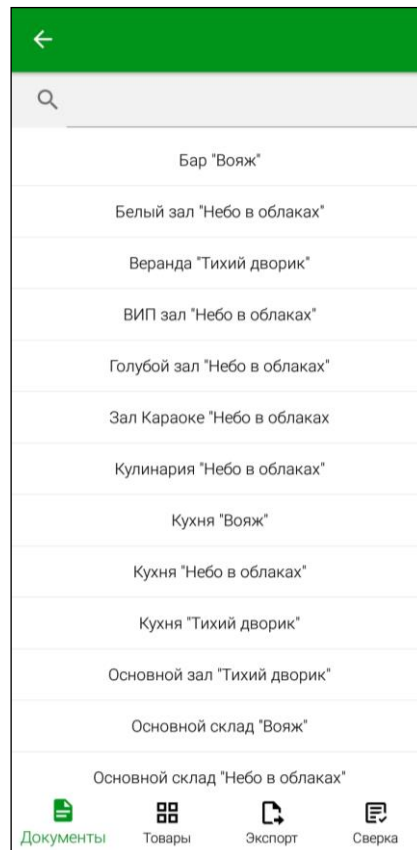 Бар "Вояж"
Белый зал "Небо в облаках"
Веранда "Тихий дворик"
ВИП зал "Небо в облаках"
Голубой зал "Небо в облаках"
Зал Караоке "Небо в облаках
Кулинария "Небо в облаках"
Кухня "Вояж"
Кухня "Небо в облаках"
Кухня "Тихий дворик"
Основной зал "Тихий дворик"
Основной склад "Вояж"
Основной склад "Небо в облаках"
Документы Товары Экспорт Сверка